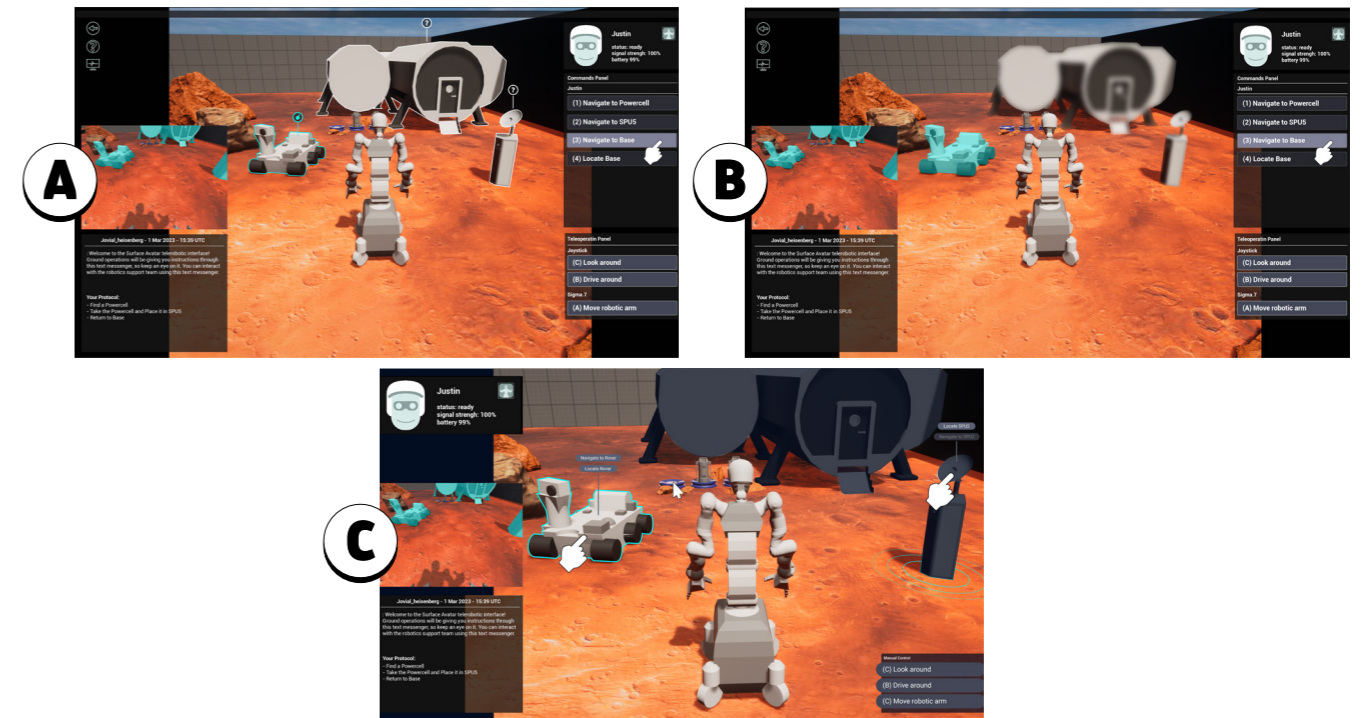 A
?
?
Justin
status: ready
signal strengh: 100%
battery 99%
Commands Panel
Justin
(1) Navigate to Powercell
(2) Navigate to SPU5
(3) Navigate to Base
(4) Locate Base
Teleoperatin Panel
Joystick
(C) Look around
(B) Drive around
Sigma.7
(A) Move robotic arm
Jovial_heisenberg - 1 Mar 2023 - 15:39 UTC
: Welcome to the Surface Avatar telerobotic interface!
Ground operations will be giving you instructions through
this text messenger, so keep an eye on it. You can interact
with the robotics support team using this text messenger.
Your Protocol:
- Find a Powercell
- Take the Powercell and Place it in SPU5
- Return to Base
B
Justin
status: ready
signal strengh: 100%
battery 99%
Commands Panel
Justin
(1) Navigate to Powercell
(2) Navigate to SPU5
(3) Navigate to Base
(4) Locate Base
Teleoperatin Panel
Joystick
(C) Look around
(B) Drive around
Sigma.7
(A) Move robotic arm
Jovial_heisenberg - 1 Mar 2023 - 15:39 UTC
: Welcome to the Surface Avatar telerobotic interface!
Ground operations will be giving you instructions through
this text messenger, so keep an eye on it. You can interact
with the robotics support team using this text messenger.
Your Protocol:
- Find a Powercell
- Take the Powercell and Place it in SPU5
- Return to Base
C
Justin
status: ready
signal strengh: 100%
battery 99%
Navigate to Rover
Locate Rover
Locate
Navigate to
Jovial_heisenberg - 1 Mar 2023 - 15:39 UTC
: Welcome to the Surface Avatar telerobotic interface!
Ground operations will be giving you instructions through
this text messenger, so keep an eye on it. You can interact
with the robotics support team using this text messenger.
Your Protocol:
- Find a Powercell
- Take the Powercell and Place it in SPU5
- Return to Base
Manual Control
(C) Look around
(B) Drive around
(C) Move robotic arm